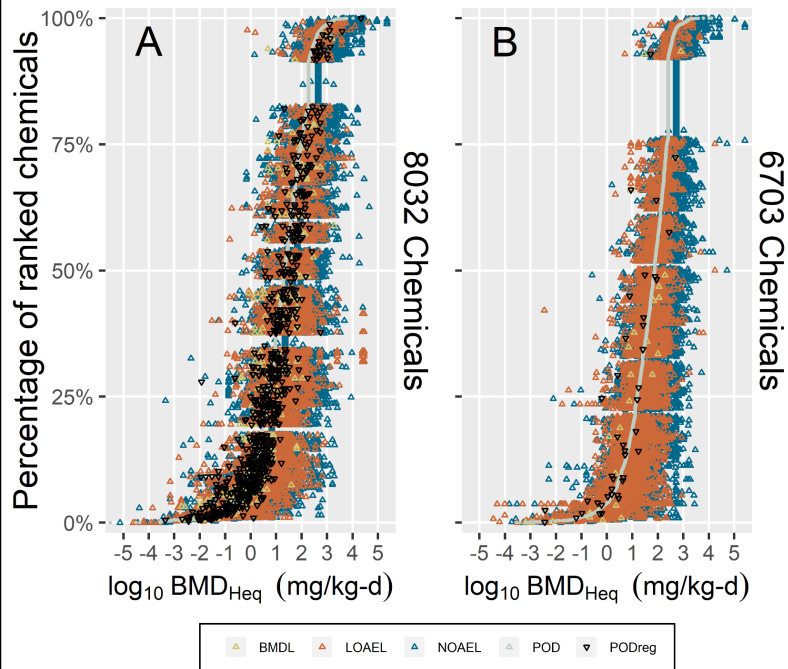 A
B
Percentage of ranked chemicals
100%
75%
50%
25%
0%
8032 Chemicals
6703 Chemicals
-5 -4 -3 -2 -1 0 1 2 3 4 5
-5 -4 -3 -2 -1 0 1 2 3 4 5
log10 BMDHeq (mg/kg-d)
log10 BMDHeq (mg/kg-d)
BMDL LOAEL NOAEL POD PODreg